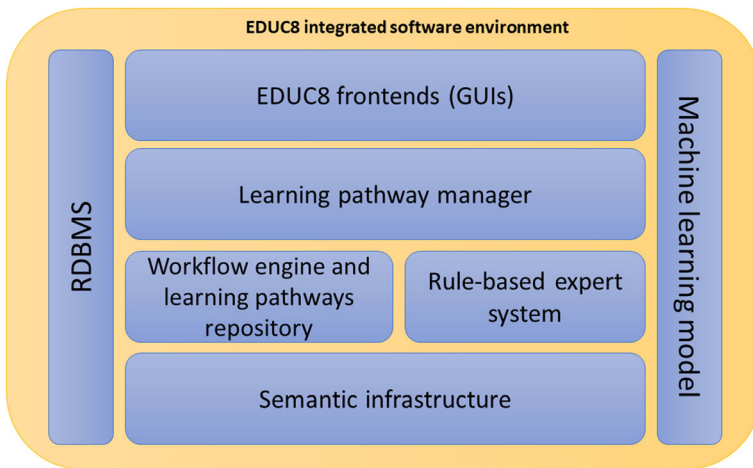 EDUC8 integrated software environment
RDBMS
EDUC8 frontends (GUIs)
Learning pathway manager
Workflow engine and
learning pathways
repository
Rule-based expert
system
Semantic infrastructure
Machine learning model